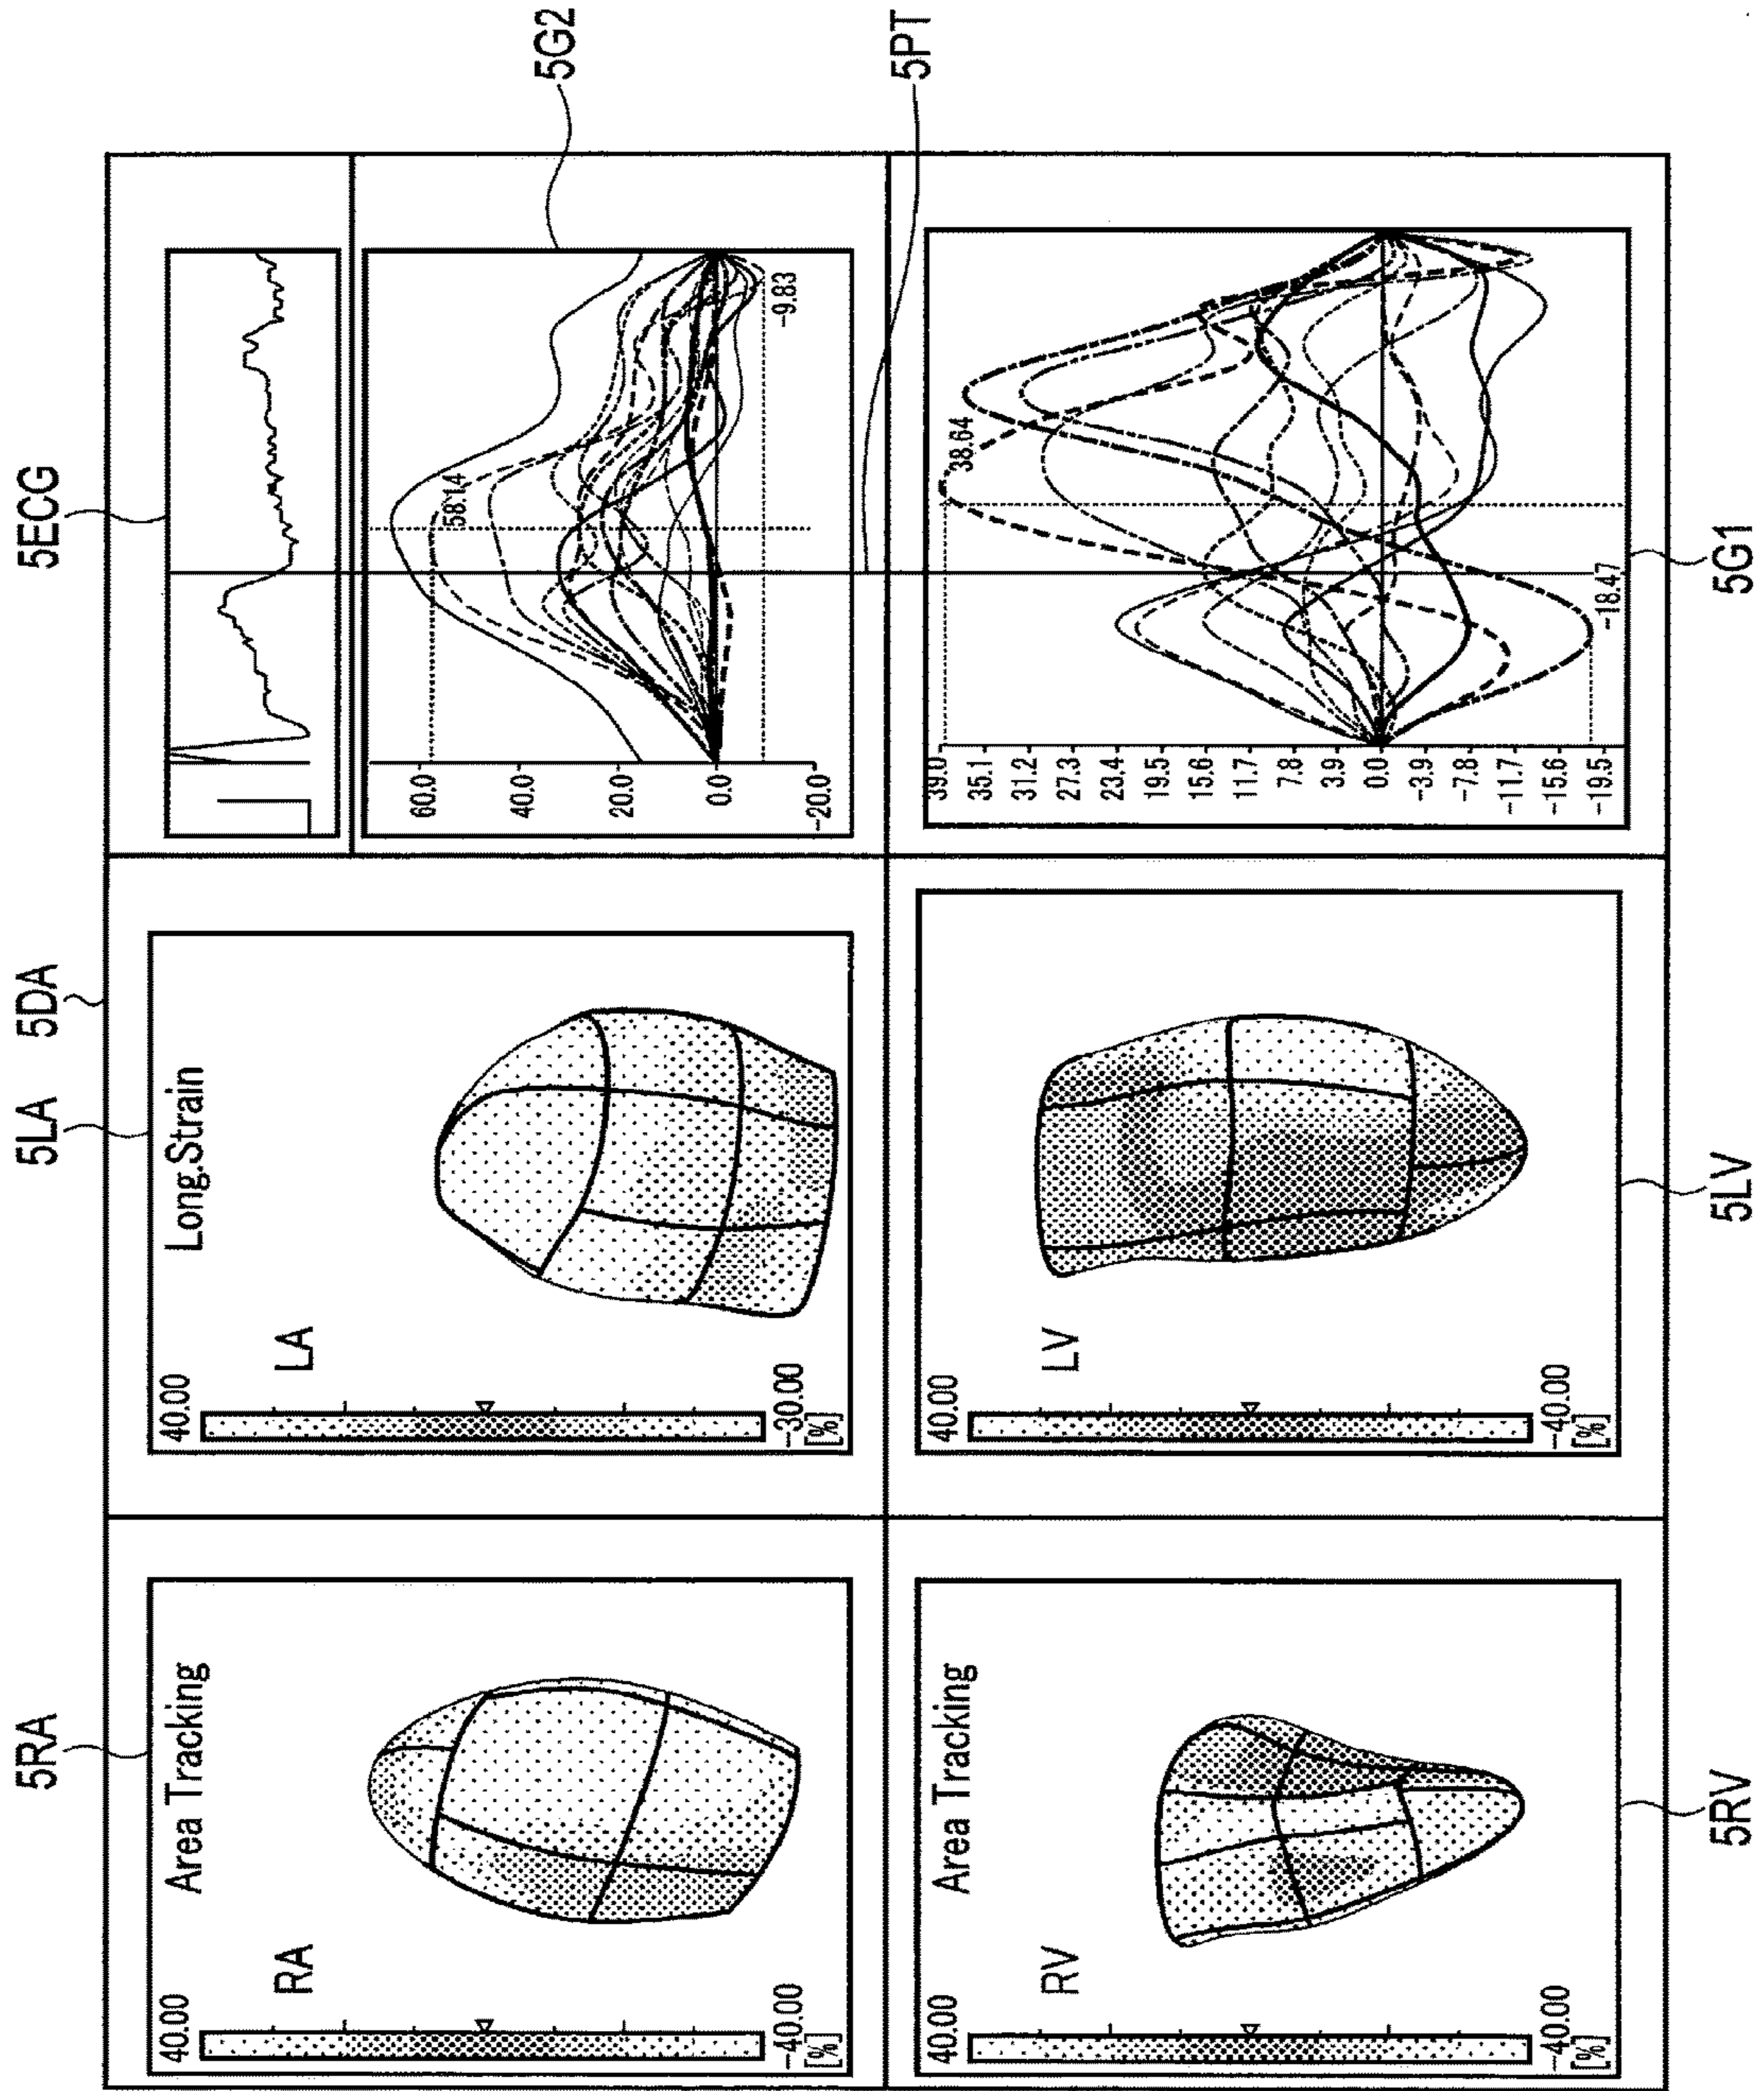 5RA
5LA
5DA
5ECG
Area Tracking
RA
40.00
-40.00
[%]
Long.Strain
LA
40.00
-30.00
[%]
60.0
40.0
20.0
0.0
-20.0
58.14
-9.83
5G2
5PT
Area Tracking
RV
40.00
-40.00
[%]
LV
40.00
-40.00
[%]
39.0
35.1
31.2
27.3
23.4
19.5
15.6
11.7
7.8
3.9
0.0
-3.9
-7.8
-11.7
-15.6
-19.5
38.64
-18.47
5RV
5LV
5G1